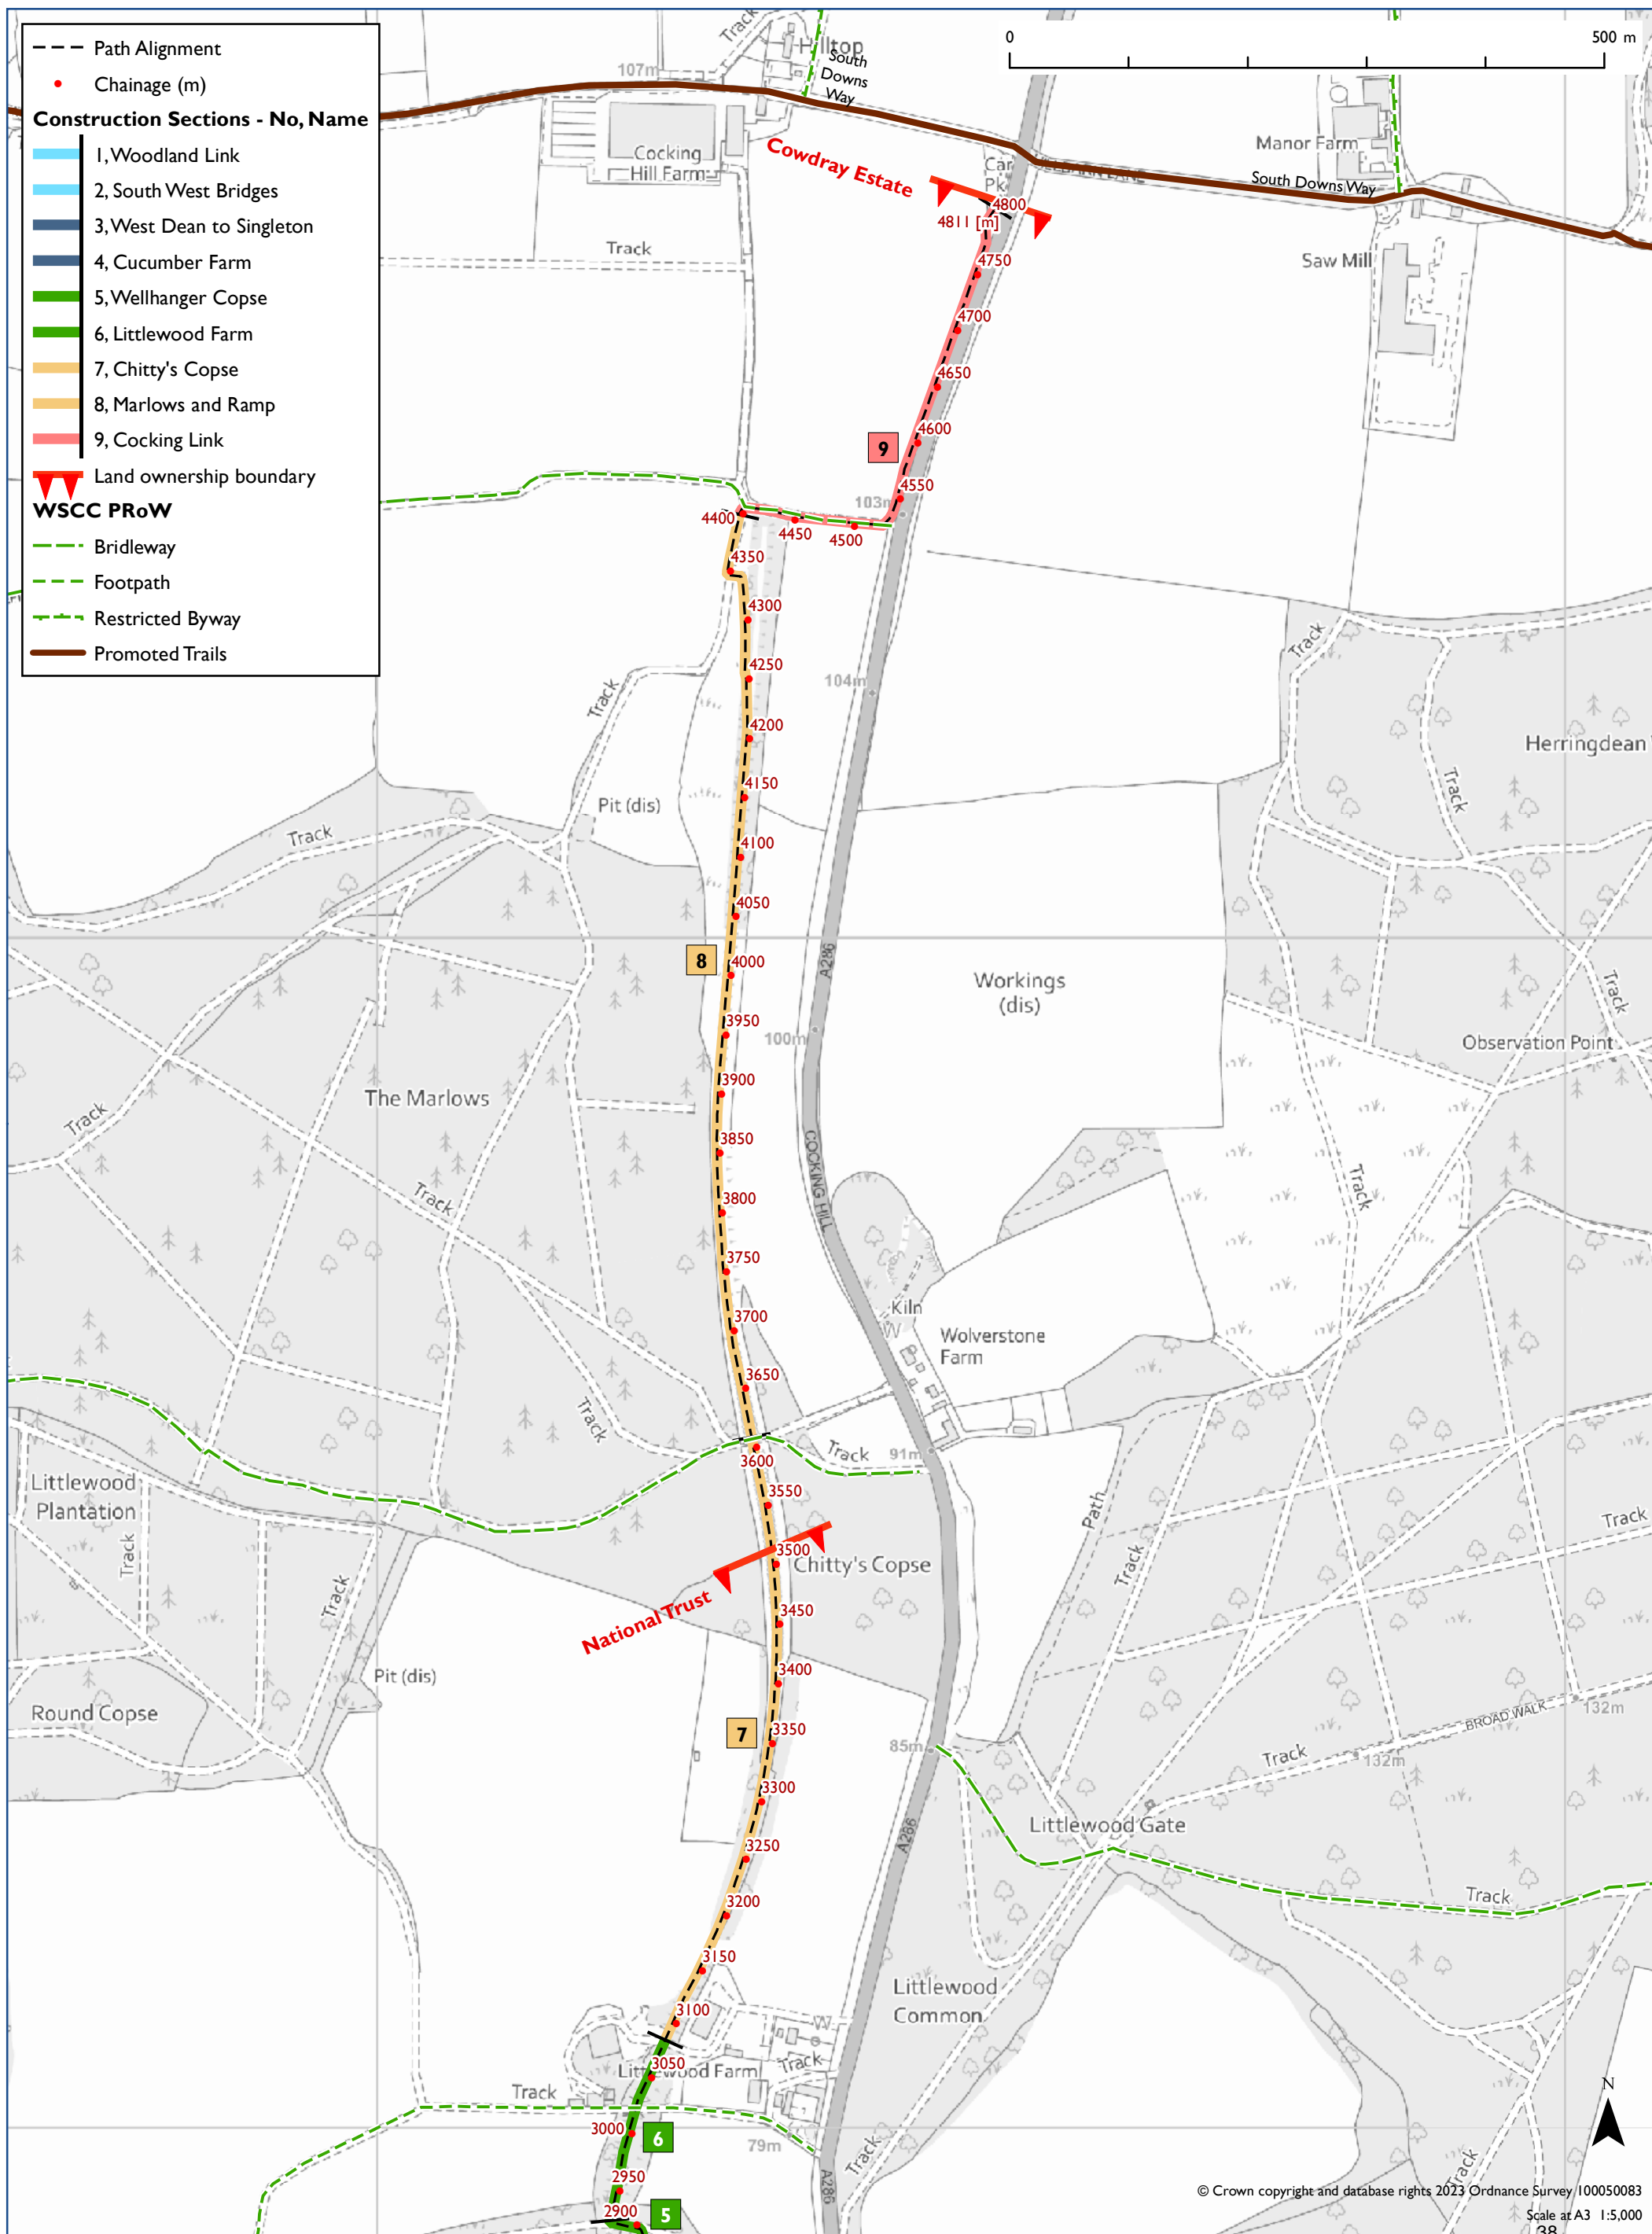 Path Alignment
Chainage (m)
Construction Sections - No, Name
1, Woodland Link
2, South West Bridges
3, West Dean to Singleton
4, Cucumber Farm
5, Wellhanger Copse
6, Littlewood Farm
7, Chitty's Copse
8, Marlows and Ramp
9, Cocking Link
Land ownership boundary
WSCC PRoW
Bridleway
Footpath
Restricted Byway
Promoted Trails
0
500 m
Track
Hilltop
South
Downs
Way
107m
Cocking
Hill Farm
Cowdray Estate
Car
Pk
Manor Farm
South Downs Way
4800
4811 [m]
Track
4750
Saw Mill
4700
4650
4600
9
4550
103m
4400
4450
4500
4350
4300
Track
4250
104m
Track
4200
Herringdean
4150
Track
Pit (dis)
Track
4100
4050
8
4000
A286
Workings
(dis)
Track
3950
100m
Observation Point
3900
The Marlows
Track
3850
COCKING HILL
Track
Track
3800
3750
Kiln
3700
W
Wolverstone
Farm
3650
Track
Track
91m
3600
Littlewood
Plantation
3550
Path
Track
3500
Chitty's Copse
Track
Track
Track
National Trust
3450
Pit (dis)
3400
Round Copse
132m
BROAD WALK
7
3350
85m
Track
132m
3300
Littlewood Gate
A286
3250
3200
Track
3150
Littlewood
Common
3100
W
3050
Littlewood Farm
Track
Track
N
3000
6
79m
Track
Track
2950
A286
2900
5
© Crown copyright and database rights 2023 Ordnance Survey 100050083
Scale at A3 1:5,000
38